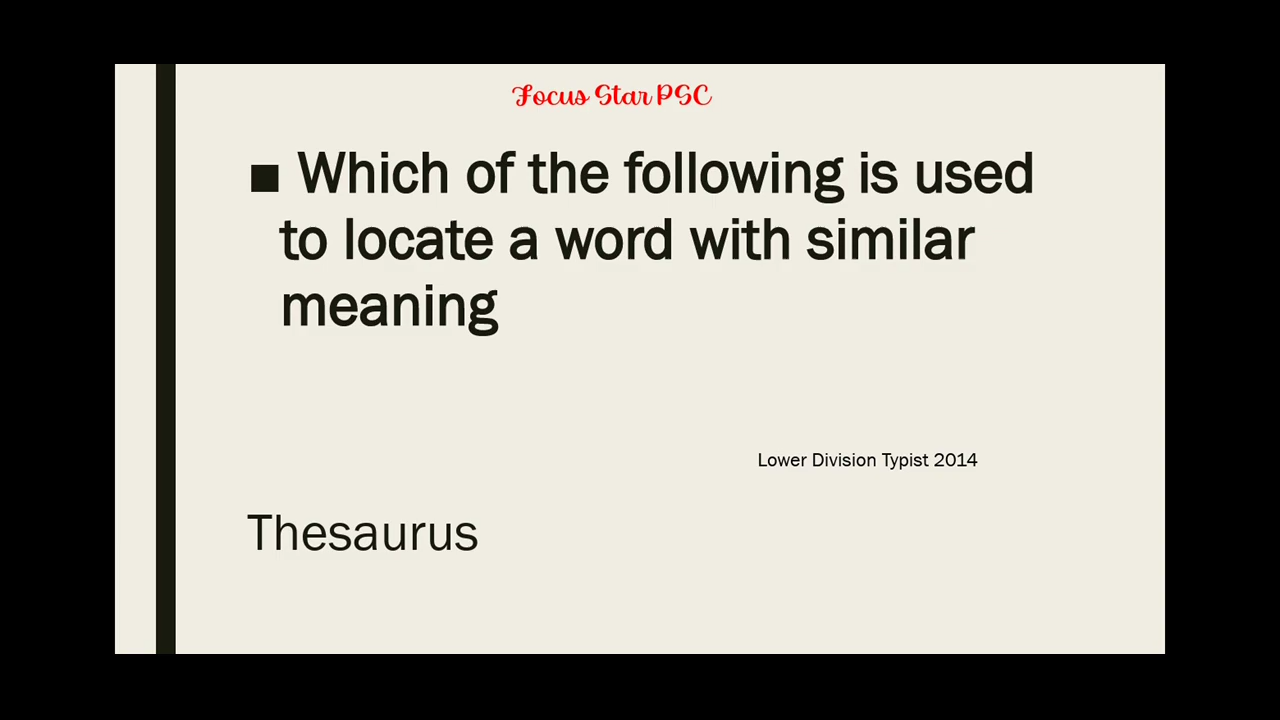 Focus Star PSC
■ Which of the following is used
to locate a word with similar
meaning
Lower Division Typist 2014
Thesaurus